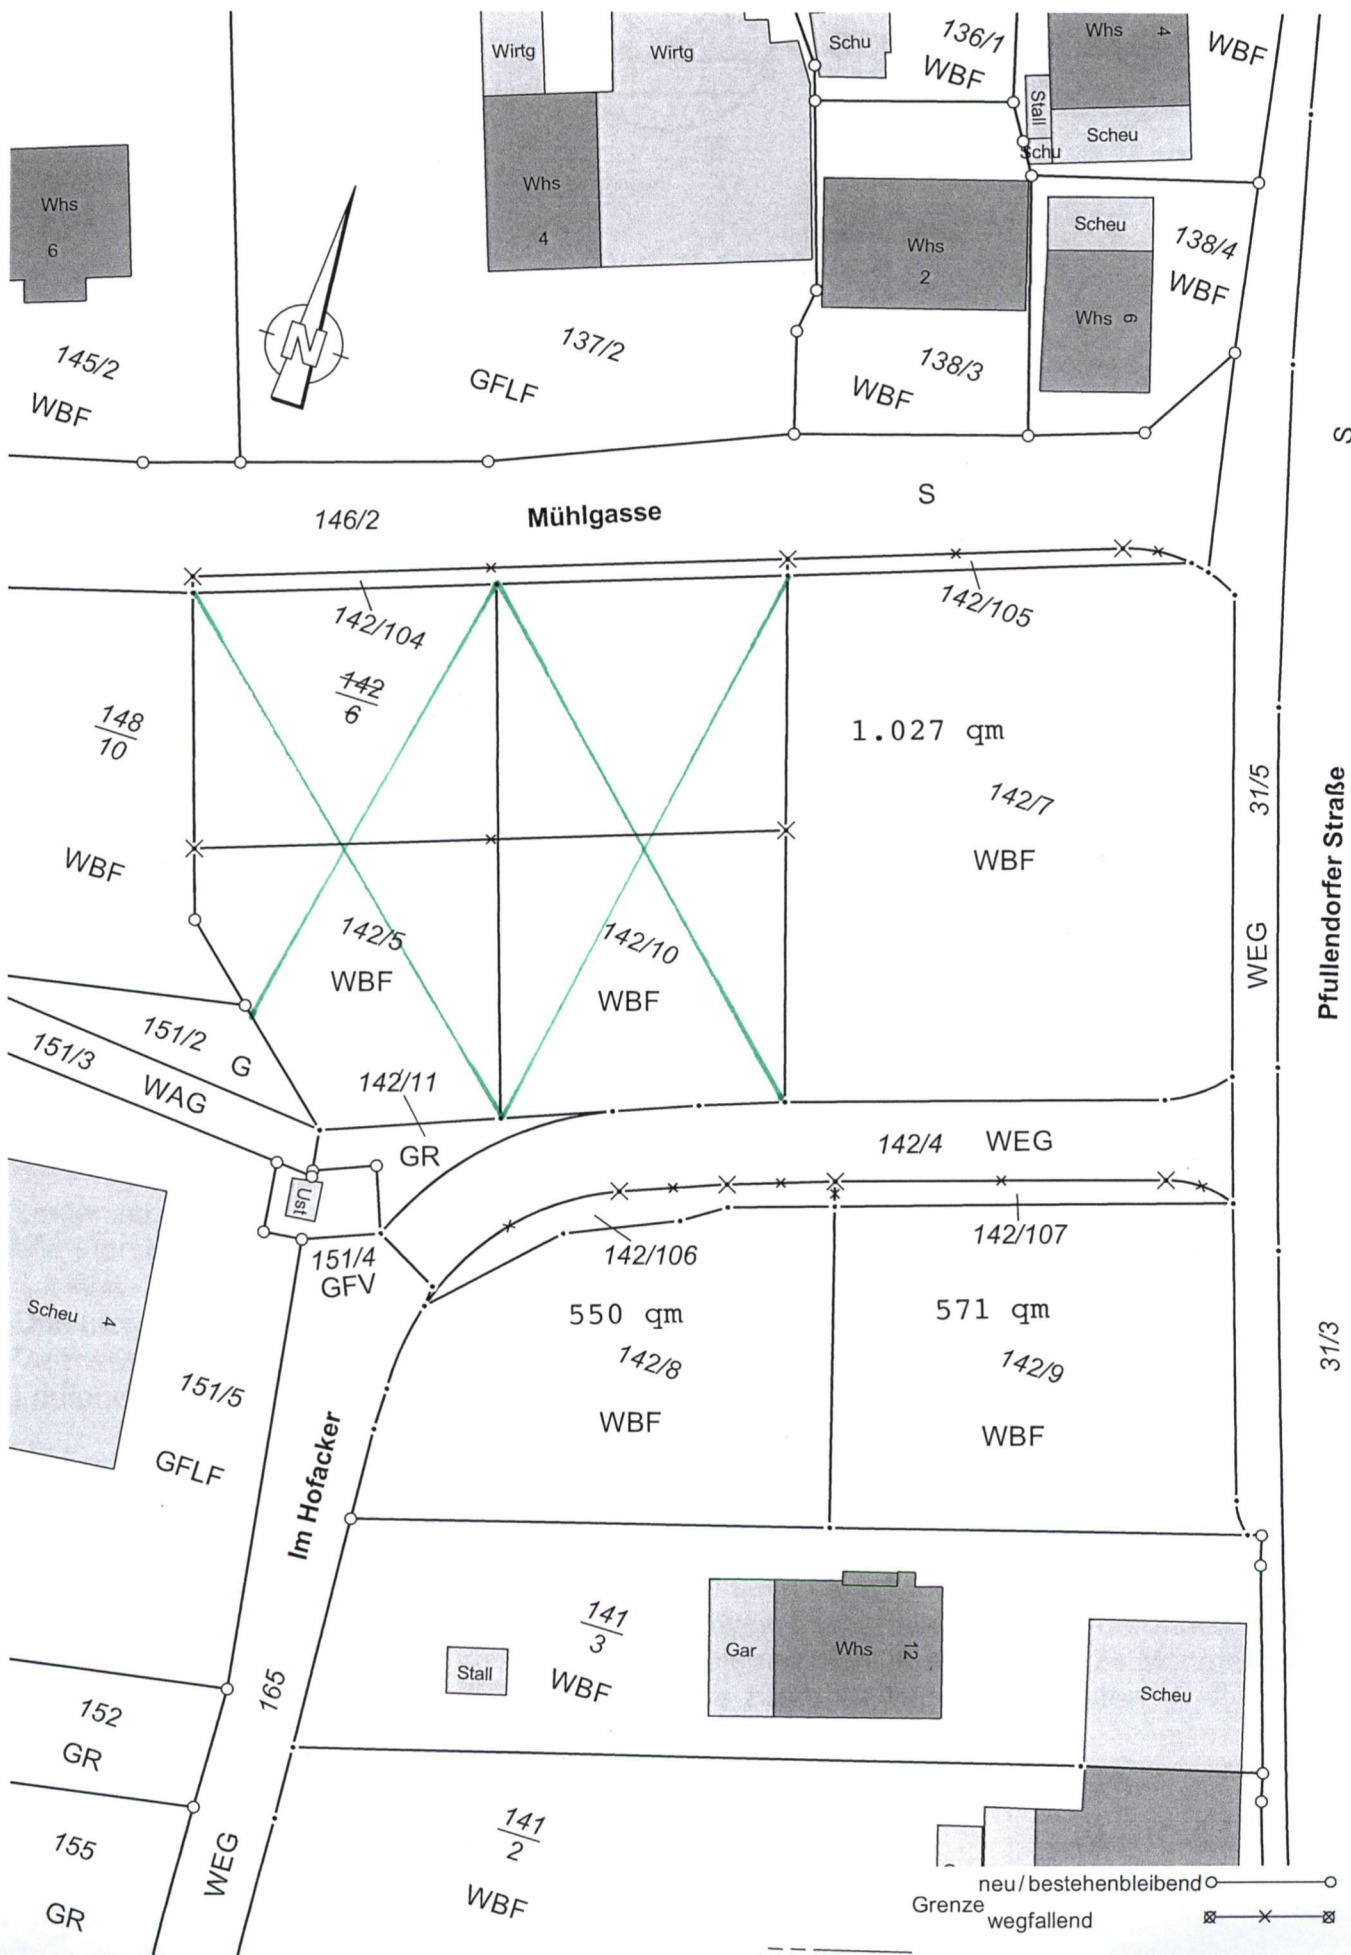 Wirtg
Wirtg
Schu
136/1
WBF
Whs
4
WBF
Stall
Scheu
Schu
Whs
6
Whs
4
Whs
2
Scheu
138/4
WBF
Whs
6
145/2
WBF
N
137/2
GFLF
138/3
WBF
S
146/2
Mühlgasse
S
142/104
142/105
142
6
148
10
1.027 qm
142/7
WBF
31/5
WEG
Pfullendorfer Straße
WBF
142/5
WBF
142/10
WBF
151/2
G
151/3
WAG
142/11
GR
142/4
WEG
Ust
151/4
GFV
142/106
142/107
Scheu
4
550 qm
142/8
WBF
571 qm
142/9
WBF
31/3
151/5
GFLF
Im Hofacker
141
3
WBF
Stall
Gar
Whs
12
Scheu
165
152
GR
141
2
WBF
155
GR
WEG
Grenze
neu/bestehenbleibend
wegfallend